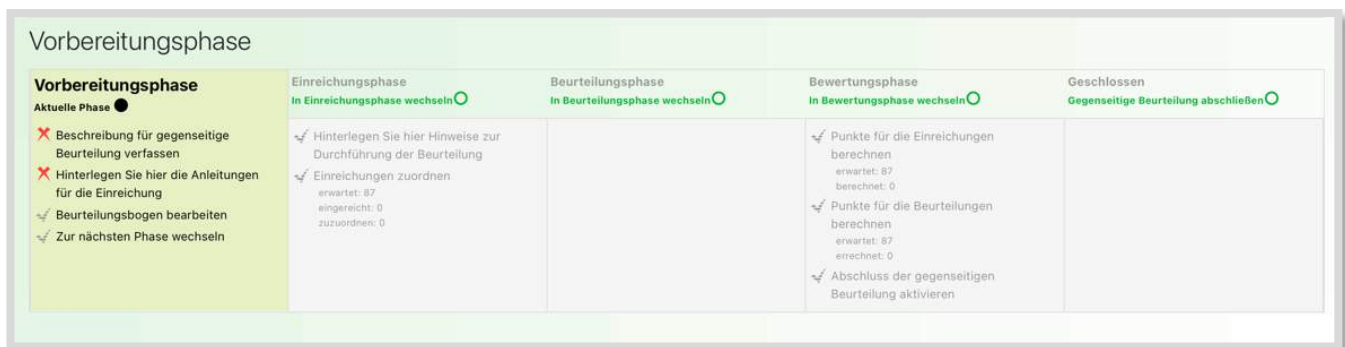 Vorbereitungsphase
Vorbereitungsphase
Aktuelle Phase
Beschreibung für gegenseitige
Beurteilung verfassen
Hinterlegen Sie hier die Anleitungen
für die Einreichung
Beurteilungsbogen bearbeiten
Zur nächsten Phase wechseln
Einreichungsphase
In Einreichungsphase wechseln
Hinterlegen Sie hier Hinweise zur
Durchführung der Beurteilung
Einreichungen zuordnen
erwartet: 87
eingereicht: 0
zuzuordnen: 0
Beurteilungsphase
In Beurteilungsphase wechseln
Bewertungsphase
In Bewertungsphase wechseln
Punkte für die Einreichungen
berechnen
erwartet: 87
berechnet: 0
Punkte für die Beurteilungen
berechnen
erwartet: 87
errechnet: 0
Abschluss der gegenseitigen
Beurteilung aktivieren
Geschlossen
Gegenseitige Beurteilung abschließen